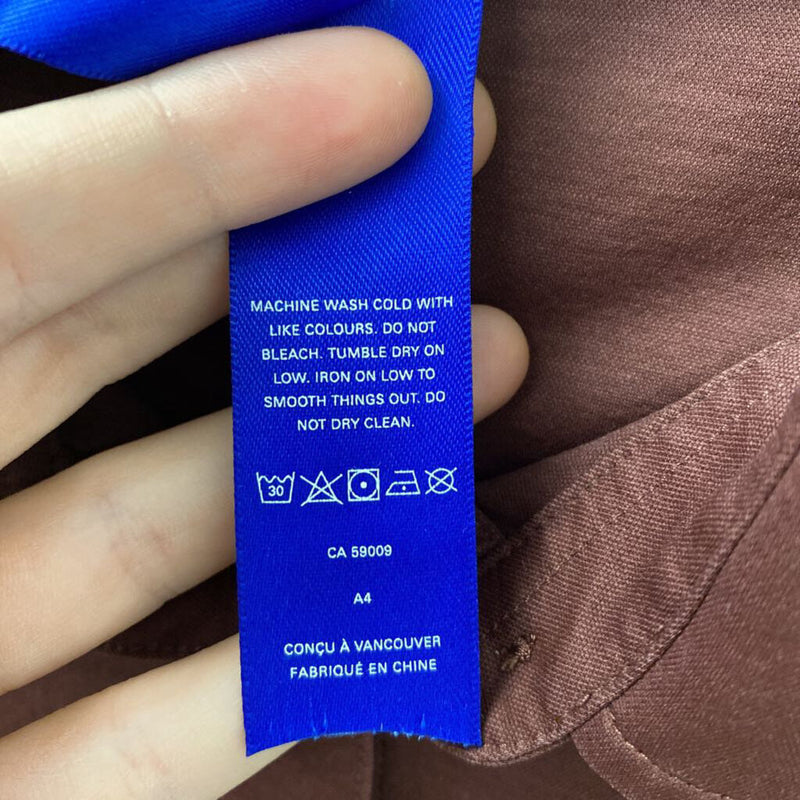 MACHINE WASH COLD WITH
LIKE COLOURS. DO NOT
BLEACH. TUMBLE DRY ON
LOW. IRON ON LOW TO
SMOOTH THINGS OUT. DO
NOT DRY CLEAN.
30
CA 59009
A4
CONÇU À VANCOUVER
FABRIQUÉ EN CHINE